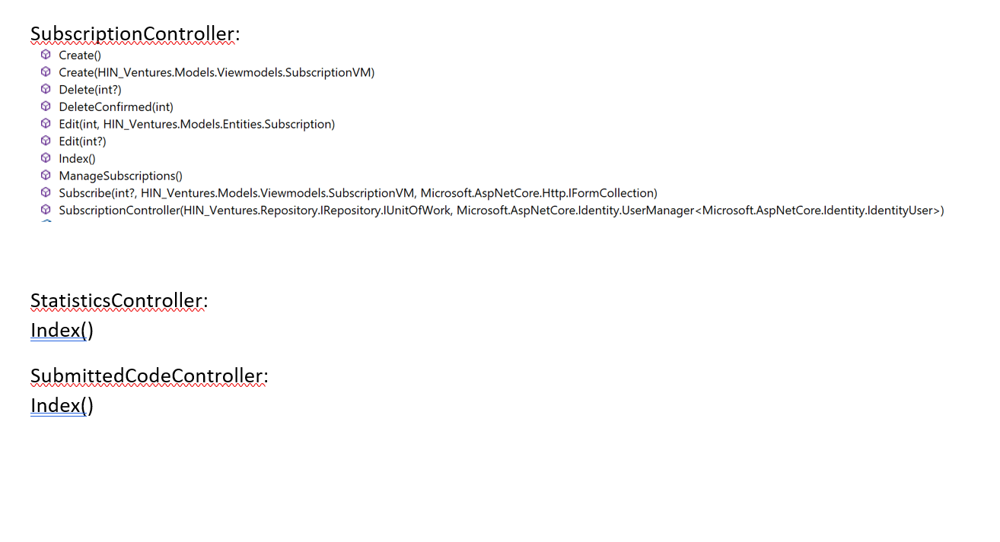 SubscriptionController:
Create()
Create(HIN_Ventures.Models.Viewmodels.SubscriptionVM)
Delete(int?)
DeleteConfirmed(int)
Edit(int, HIN_Ventures.Models.Entities.Subscription)
Edit(int?)
Index()
ManageSubscriptions()
Subscribe(int?, HIN_Ventures.Models.Viewmodels.SubscriptionVM, Microsoft.AspNetCore.Http.IFormCollection)
SubscriptionController(HIN_Ventures.Repository.IRepository.IUnitOfWork, Microsoft.AspNetCore.Identity.UserManager<Microsoft.AspNetCore.Identity.IdentityUser>)
StatisticsController:
Index()
SubmittedCodeController:
Index()